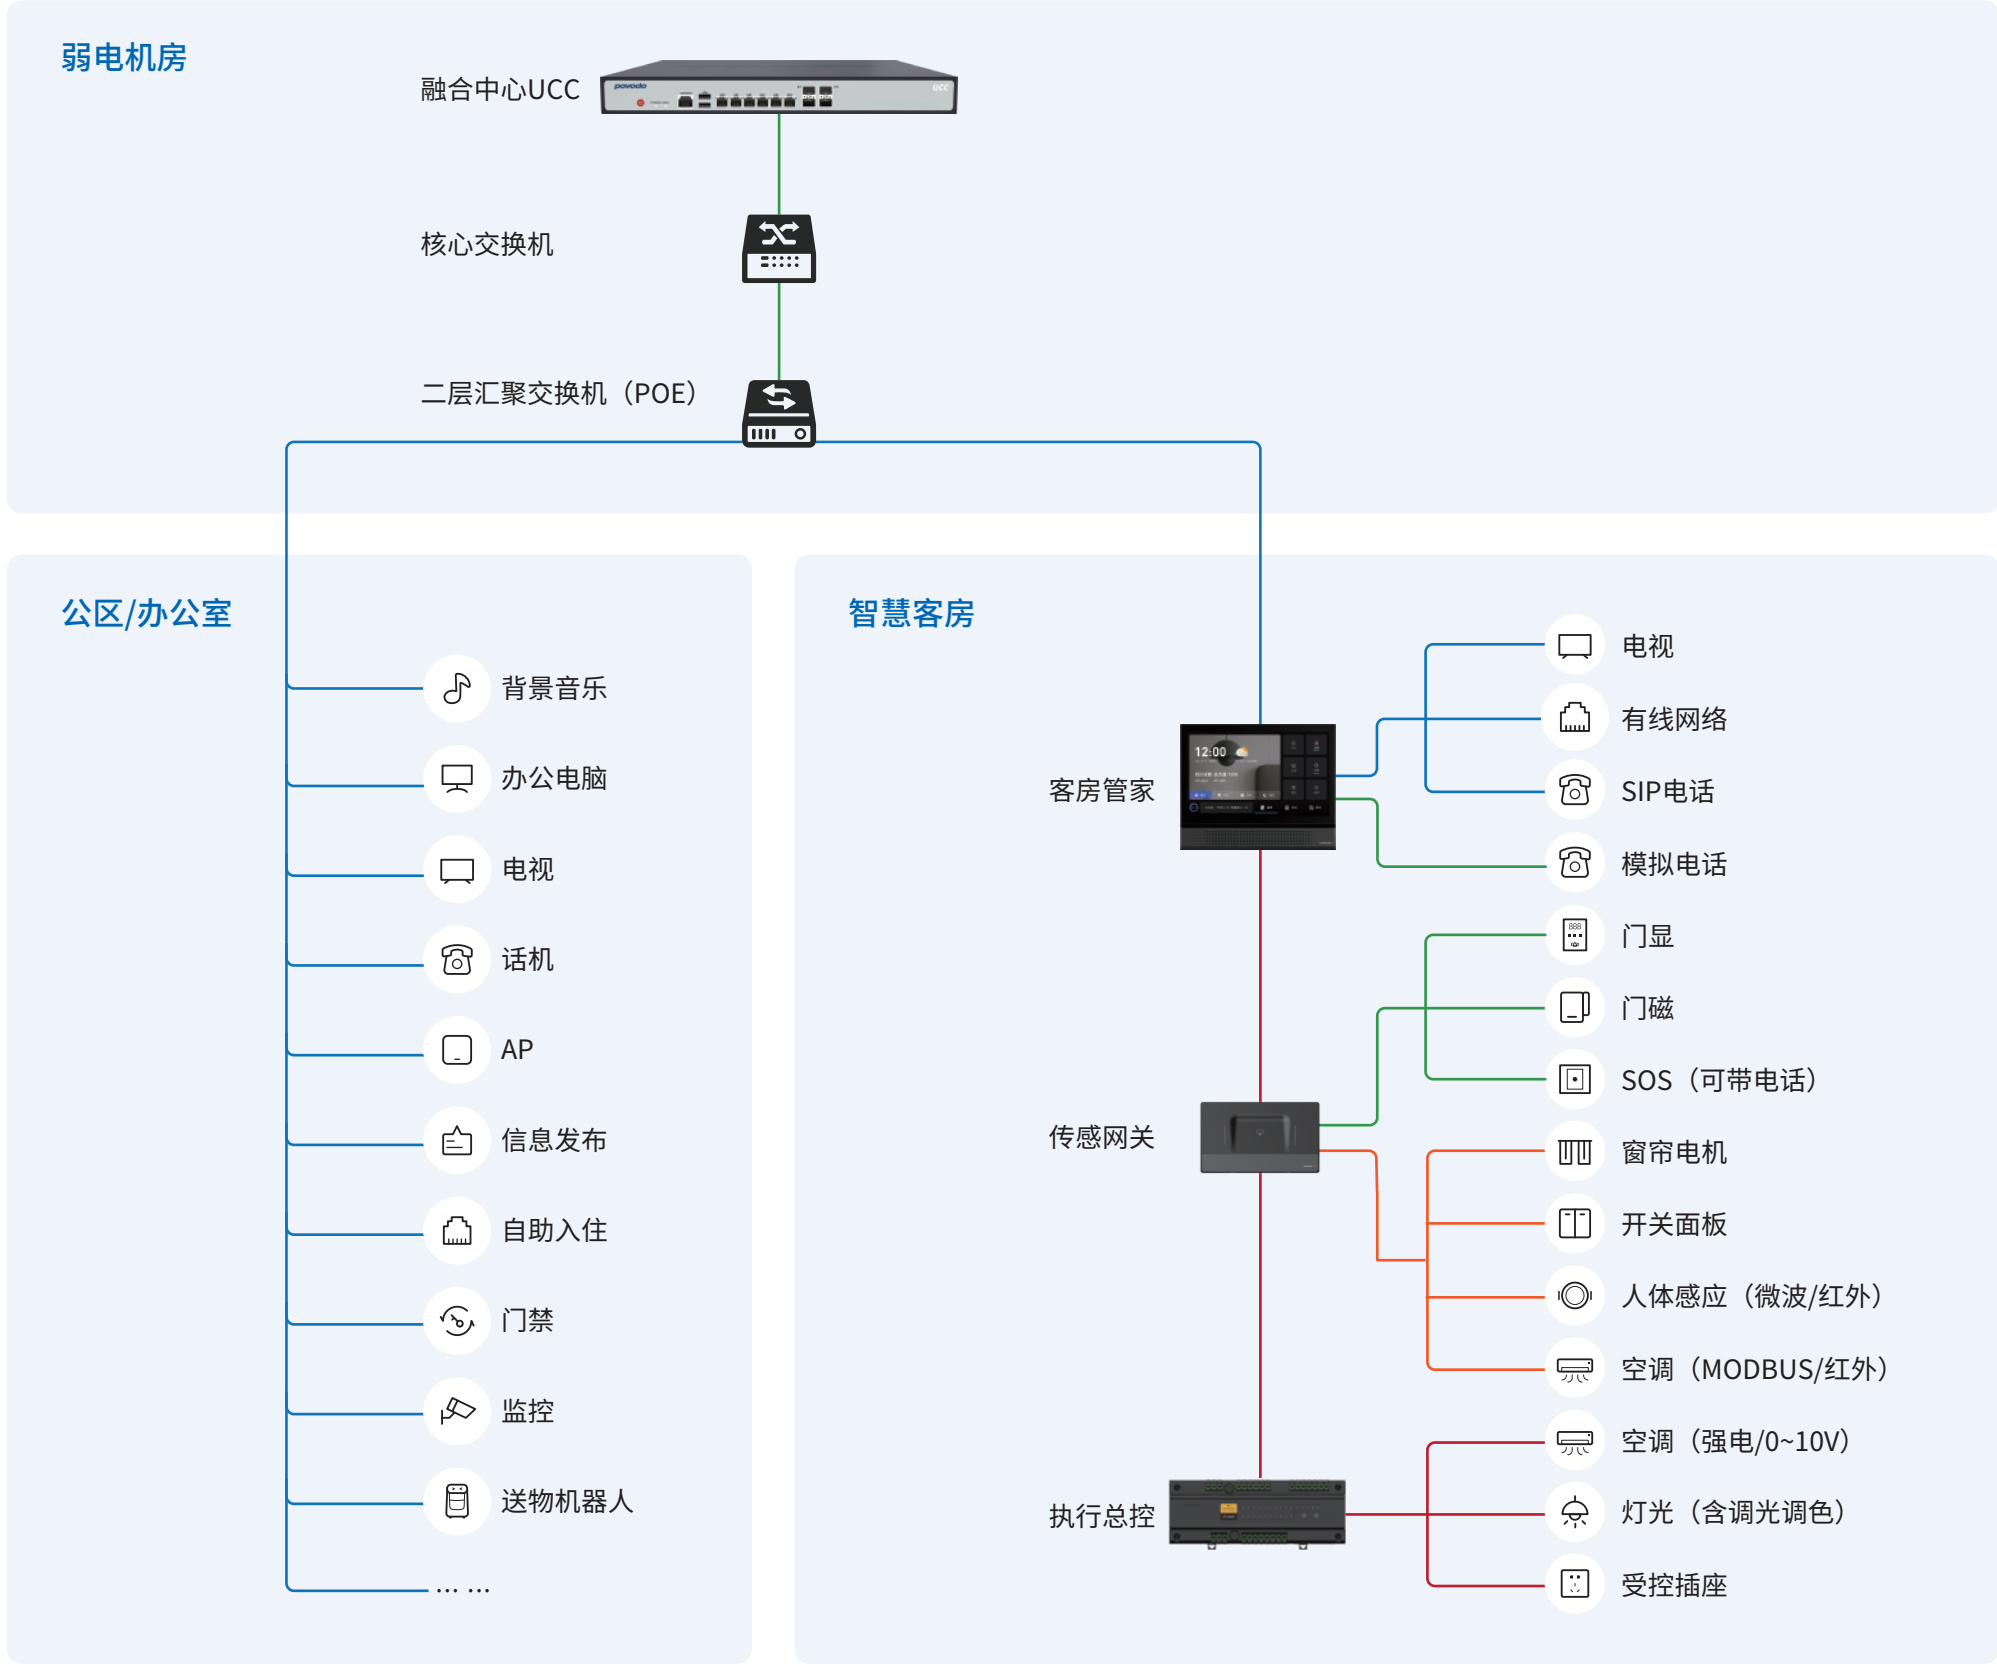 弱电机房
融合中心UCC
povodo
UCC
核心交换机
二层汇聚交换机（POE）
公区/办公室
背景音乐
办公电脑
电视
话机
AP
信息发布
自助入住
门禁
监控
送物机器人
… …
智慧客房
客房管家
12:00
电视
有线网络
SIP电话
模拟电话
传感网关
888
门显
门磁
SOS（可带电话）
窗帘电机
开关面板
人体感应（微波/红外）
空调（MODBUS/红外）
执行总控
空调（强电/0~10V）
灯光（含调光调色）
受控插座